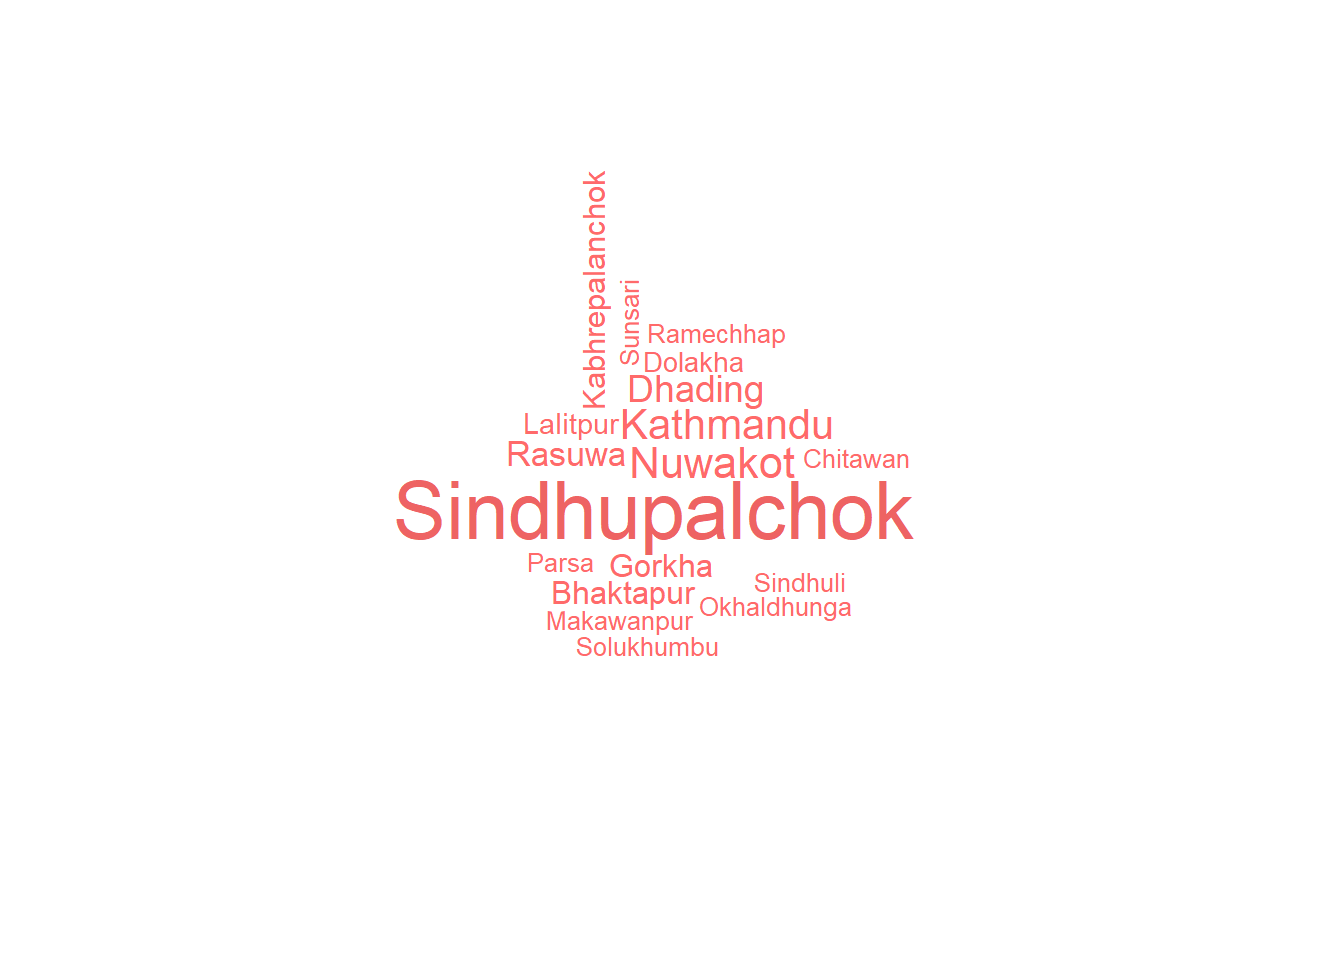 Kabhrepalanchok
Sunsari
Ramechhap
Dolakha
Dhading
Lalitpur
Kathmandu
Rasuwa
Nuwakot
Chitawan
Sindhupalchok
Parsa
Gorkha
Sindhuli
Bhaktapur
Okhaldhunga
Makawanpur
Solukhumbu